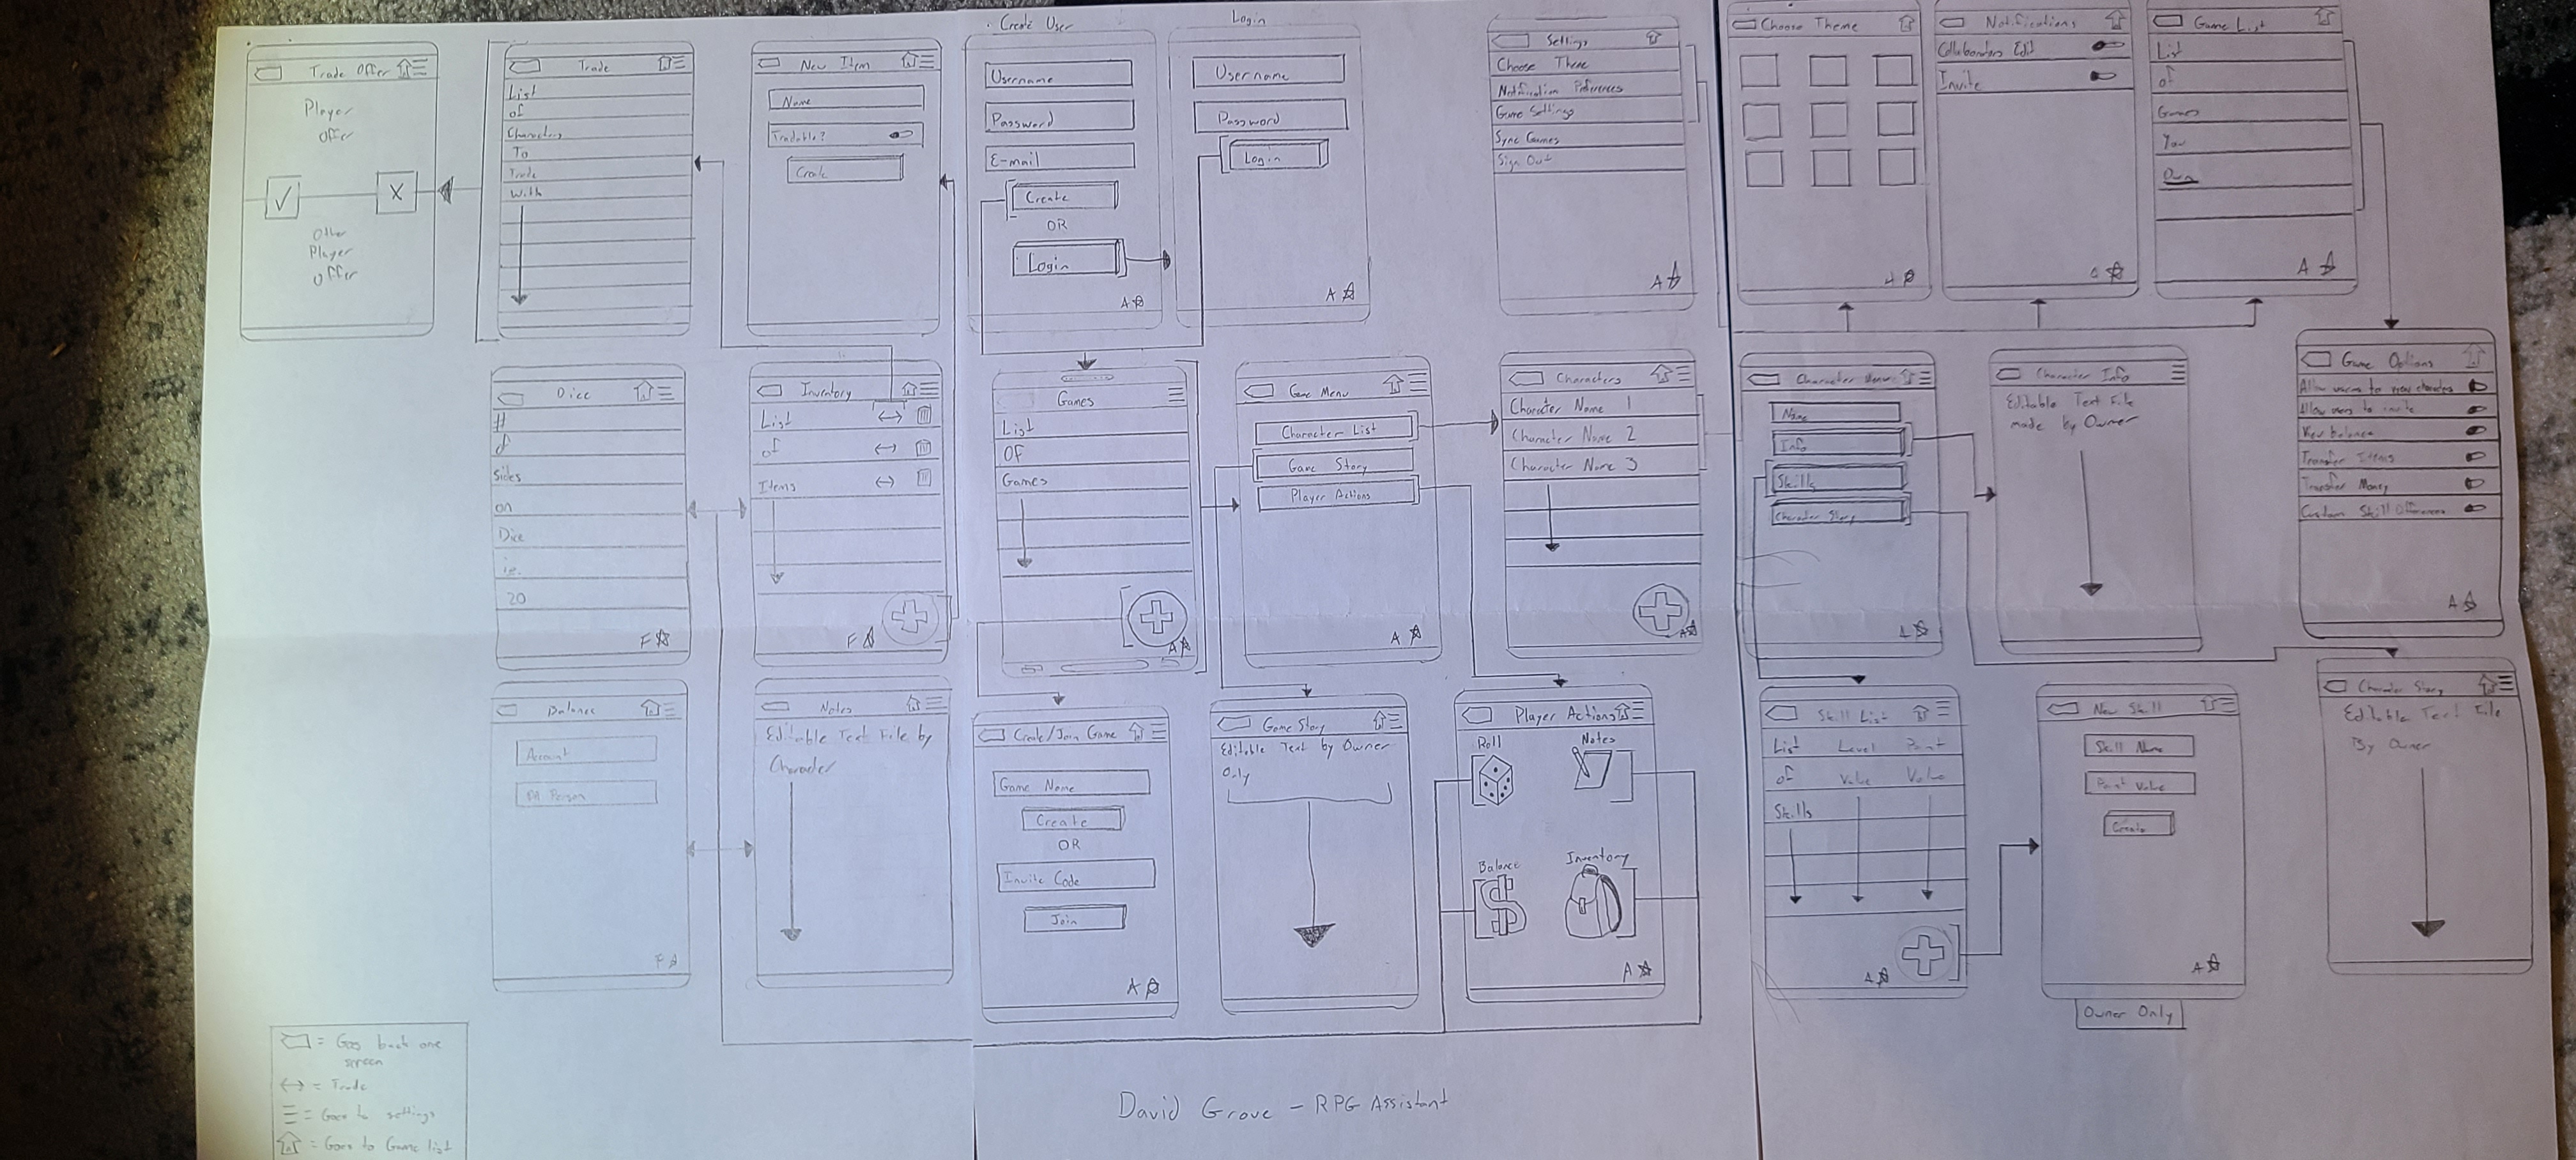 Trade Offer
Player
Offer
✓
X
Other
Player
Offer
Trade
List
of
Characters
To
Trade
With
New Item
Name
Tradable?
Create
Create User
Username
Password
E-mail
Create
OR
Login
A
Login
Username
Password
Login
A
Settings
Choose Theme
Notification Preferences
Game Settings
Sync Games
Sign Out
A
Choose Theme
A
Notifications
Collaborators Edit
Invite
A
Game List
List
of
Games
You
Own
A
Dice
#
of
Sides
on
Dice
i.e.
20
F
Inventory
List
of
Items
F
Games
List
OF
Games
A
Game Menu
Character List
Game Story
Player Actions
A
Characters
Character Name 1
Character Name 2
Character Name 3
A
Character Menu
Name
Info
Skills
Character Story
A
Character Info
Editable Text File
made by Owner
Game Options
Allow users to view characters
Allow users to invite
View balance
Transfer Items
Transfer Money
Custom Skill
A
Balance
Account
Person
F
Notes
Editable Text File by
Character
Create/Join Game
Game Name
Create
OR
Invite Code
Join
A
Game Story
Editable Text by Owner
Only
Player Actions
Roll
Notes
Balance
$
Inventory
A
Skill List
List Level Point
of Value Value
Skills
A
New Skill
Skill Name
Point Value
Create
A
Owner Only
Character Story
Editable Text File
By Owner
= Goes back one
screen
= Trade
= Goes to settings
= Goes to Game list
David Grove - RPG Assistant